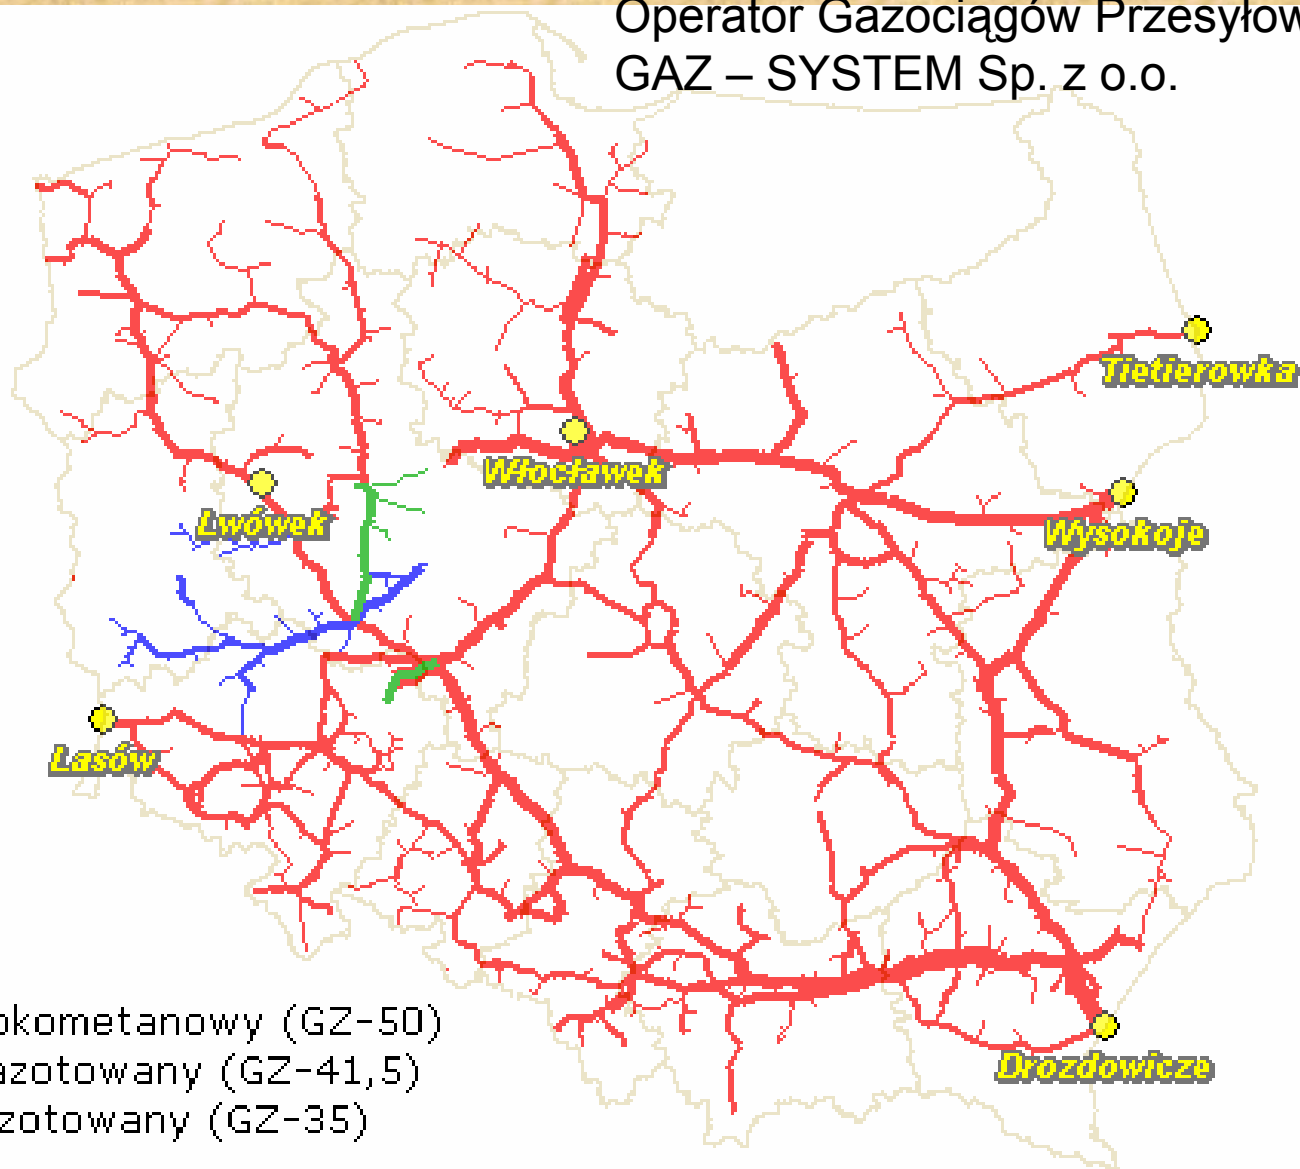 Operator Gazociągów Przesyłow
GAZ – SYSTEM Sp. z o.o.
Tietierowka
Włocławek
Lwówek
Wysokoje
Lasów
okometanowy (GZ-50)
azotowany (GZ-41,5)
zotowany (GZ-35)
Drozdowicze